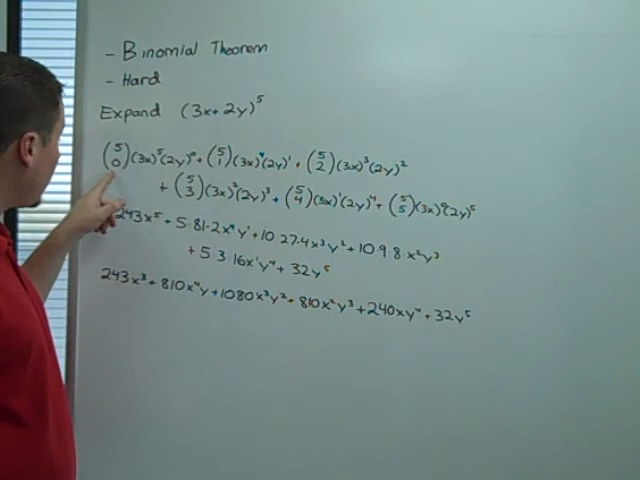 - Binomial Theorem
- Hard
Expand (3x+2y)^5
(5 0)(3x)^5(2y)^0 + (5 1)(3x)^4(2y)^1 + (5 2)(3x)^3(2y)^2
+ (5 3)(3x)^2(2y)^3 + (5 4)(3x)^1(2y)^4 + (5 5)(3x)^0(2y)^5
243x^5 + 5·81·2x^4y^1 + 10·27·4x^3y^2 + 10·9·8·x^2y^3
+ 5·3·16x^1y^4 + 32y^5
243x^5 + 810x^4y + 1080x^3y^2 + 810x^2y^3 + 240xy^4 + 32y^5